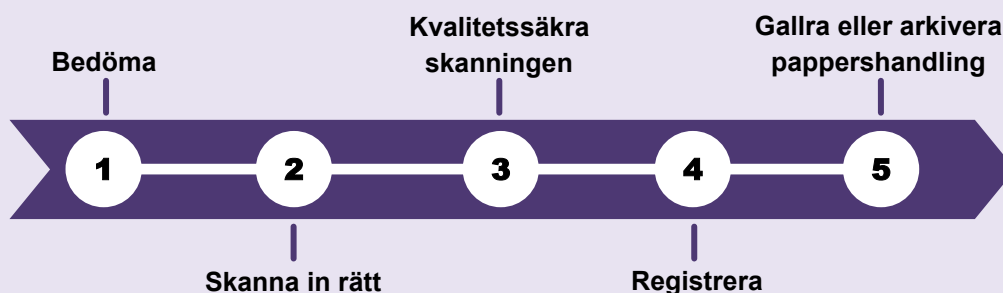 Bedöma
Kvalitetssäkra
skanningen
Gallra eller arkivera
pappershandling
1
2
3
4
5
Skanna in rätt
Registrera